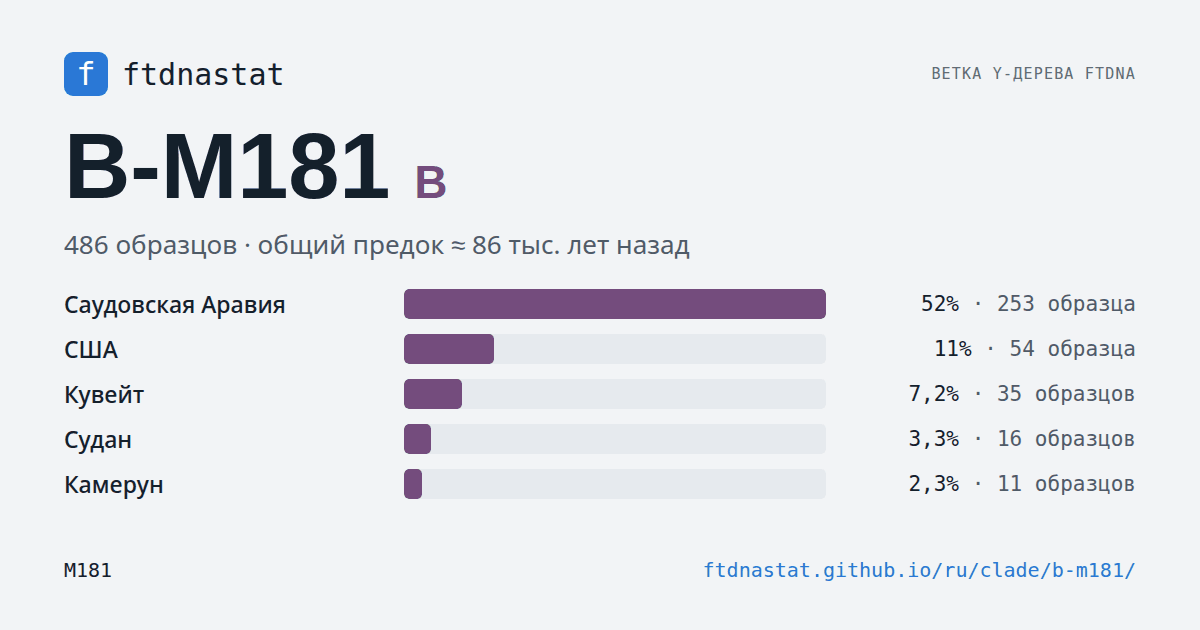 f ftdnastat
ВЕТКА Y-ДЕРЕВА FTDNA
B-M181 B
486 образцов · общий предок ≈ 86 тыс. лет назад
Саудовская Аравия 52% · 253 образца
США 11% · 54 образца
Кувейт 7,2% · 35 образцов
Судан 3,3% · 16 образцов
Камерун 2,3% · 11 образцов
M181
ftdnastat.github.io/ru/clade/b-m181/